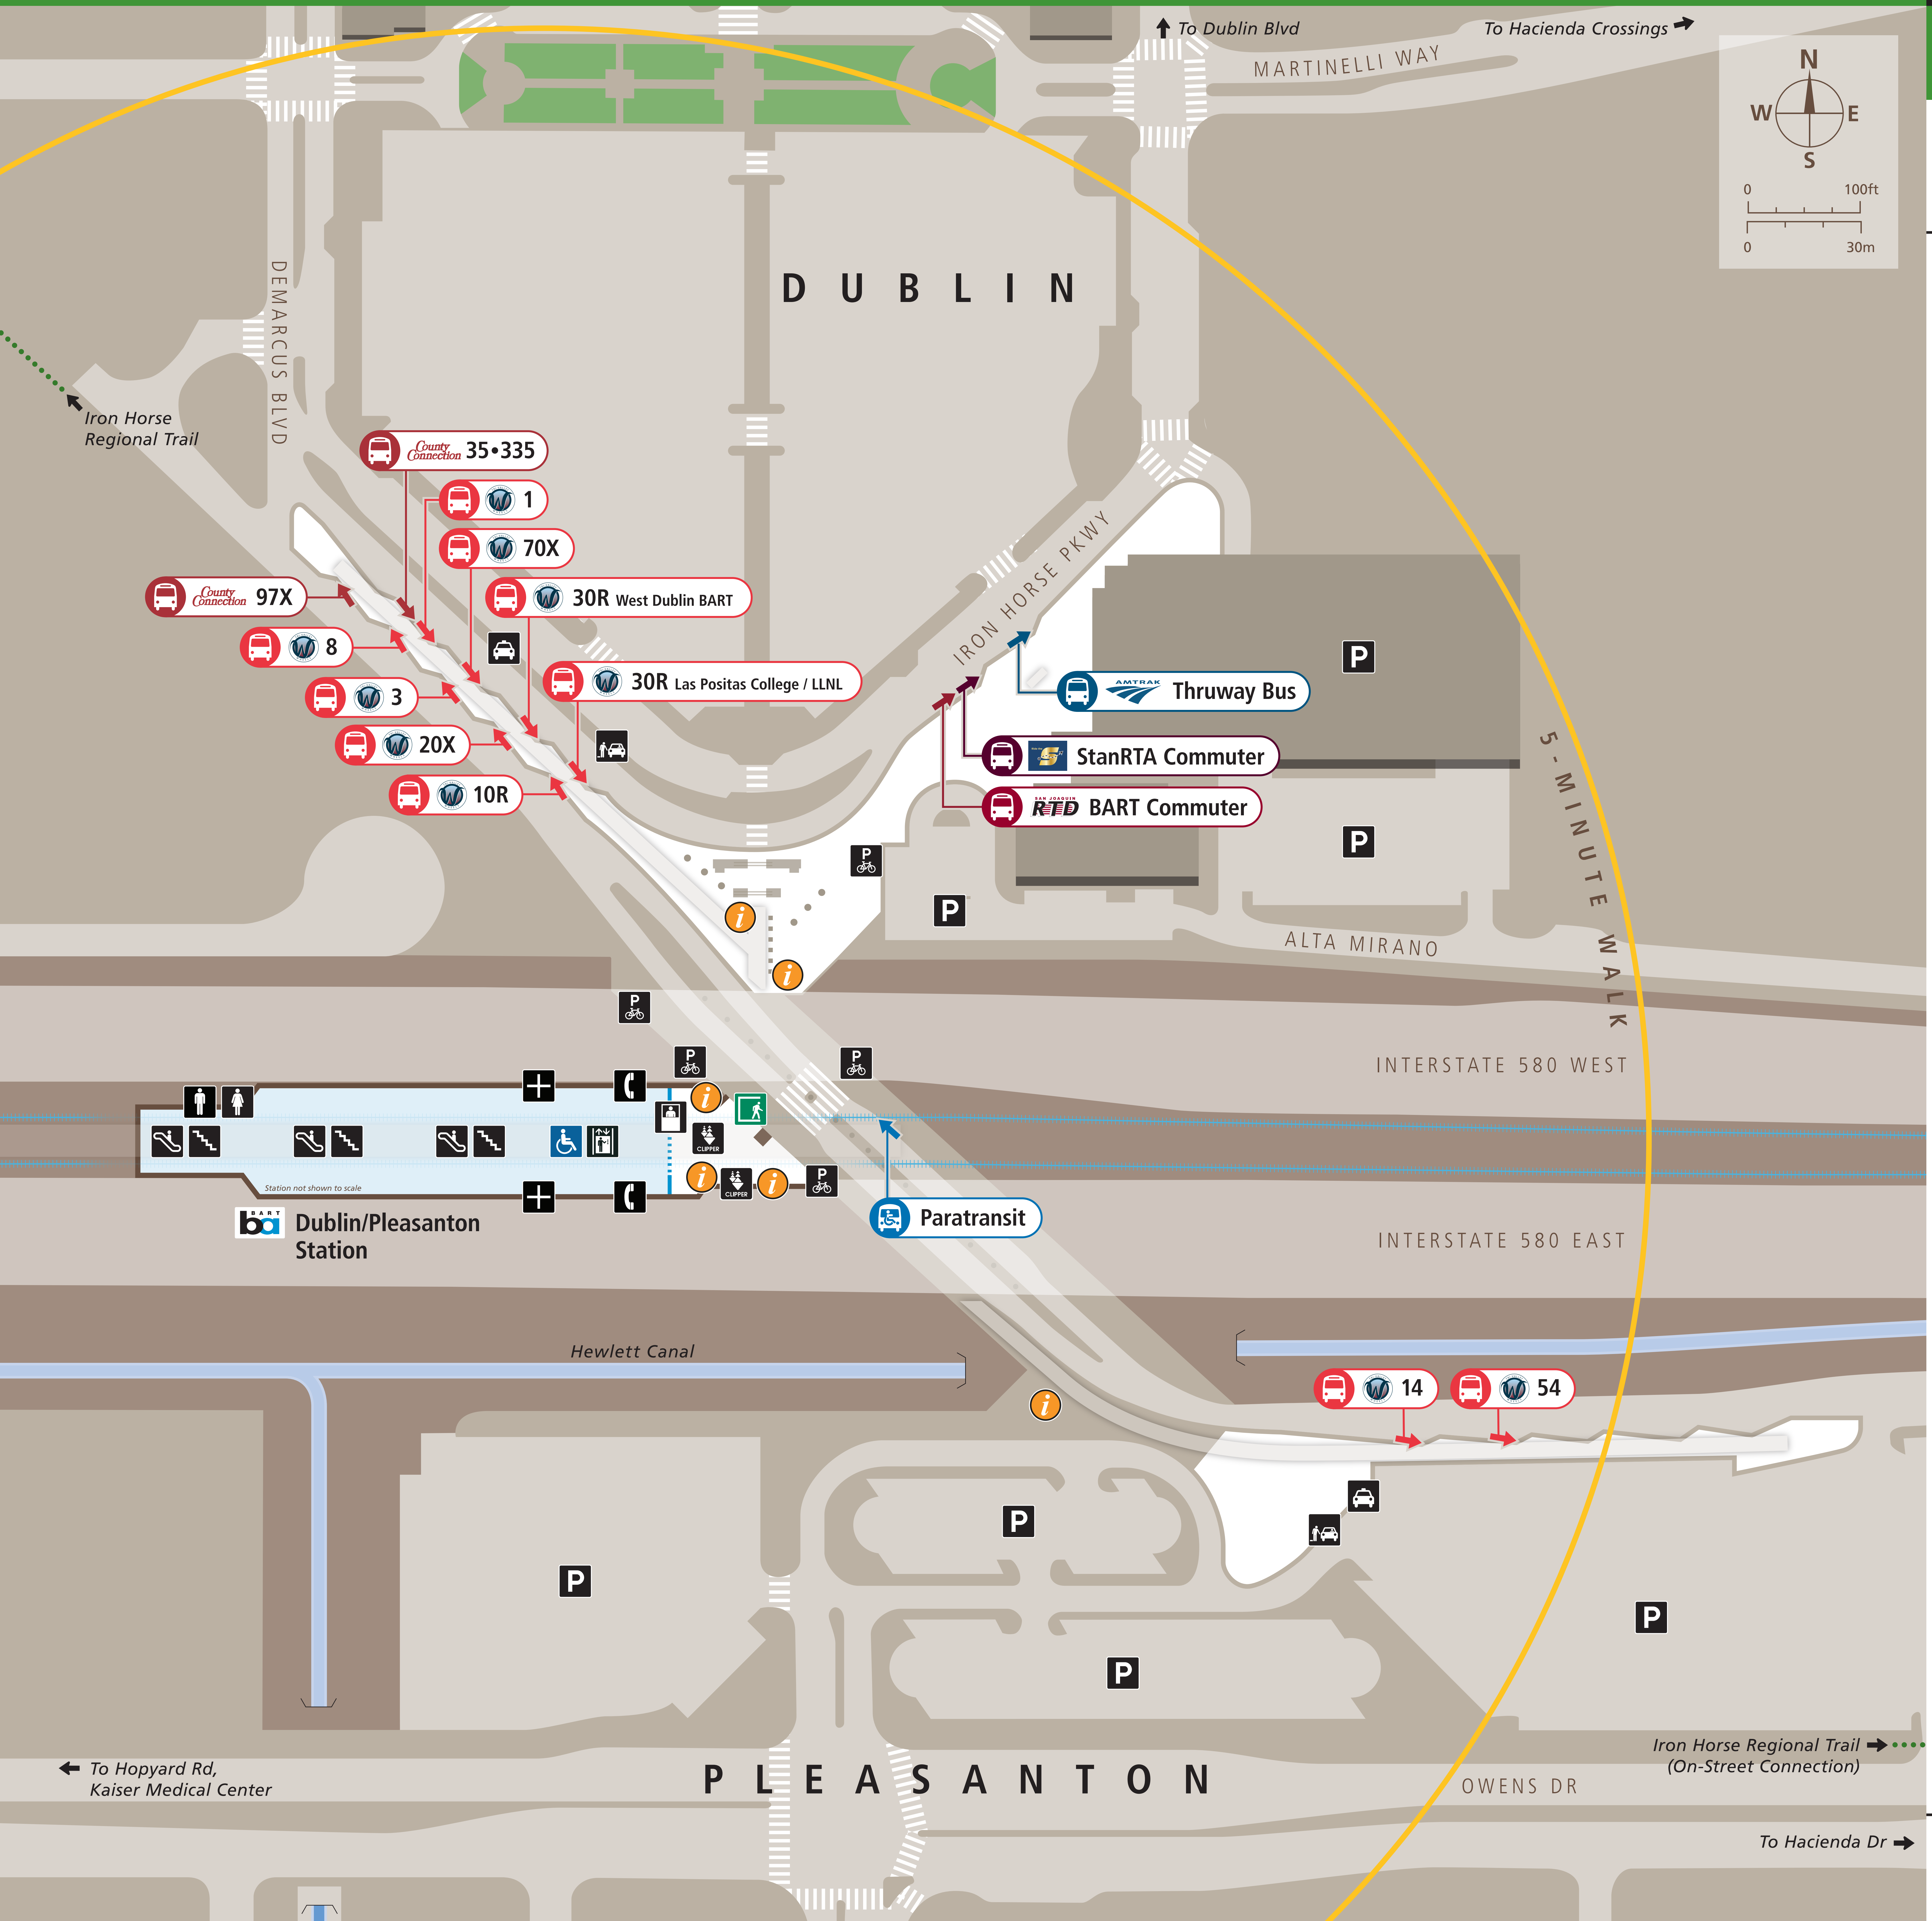 To Dublin Blvd
To Hacienda Crossings
MARTINELLI WAY
N
W E
S
0 100ft
0 30m
DUBLIN
DEMARCUS BLVD
Iron Horse
Regional Trail
County Connection 35•335
W 1
W 70X
County Connection 97X
W 30R West Dublin BART
W 8
W 30R Las Positas College / LLNL
W 3
W 20X
W 10R
IRON HORSE PKWY
P
AMTRAK Thruway Bus
S StanRTA Commuter
SAN JOAQUIN RTD BART Commuter
5-MINUTE WALK
P
P
P
i
ALTA MIRANO
i
P
P
P
INTERSTATE 580 WEST
i
CLIPPER
i
CLIPPER
i
P
Station not shown to scale
BART
ba
Dublin/Pleasanton
Station
Paratransit
INTERSTATE 580 EAST
Hewlett Canal
i
W 14
W 54
P
P
P
P
Iron Horse Regional Trail
(On-Street Connection)
To Hopyard Rd,
Kaiser Medical Center
PLEASANTON
OWENS DR
To Hacienda Dr